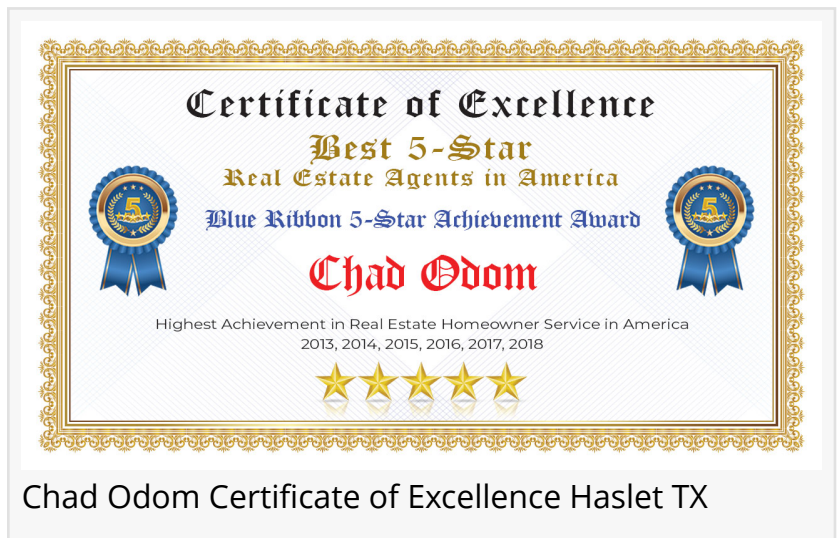 Certificate of Excellence
Best 5-Star
Real Estate Agents in America
Blue Ribbon 5-Star Achievement Award
5
5
Chad Odom
Highest Achievement in Real Estate Homeowner Service in America
2013, 2014, 2015, 2016, 2017, 2018
Chad Odom Certificate of Excellence Haslet TX